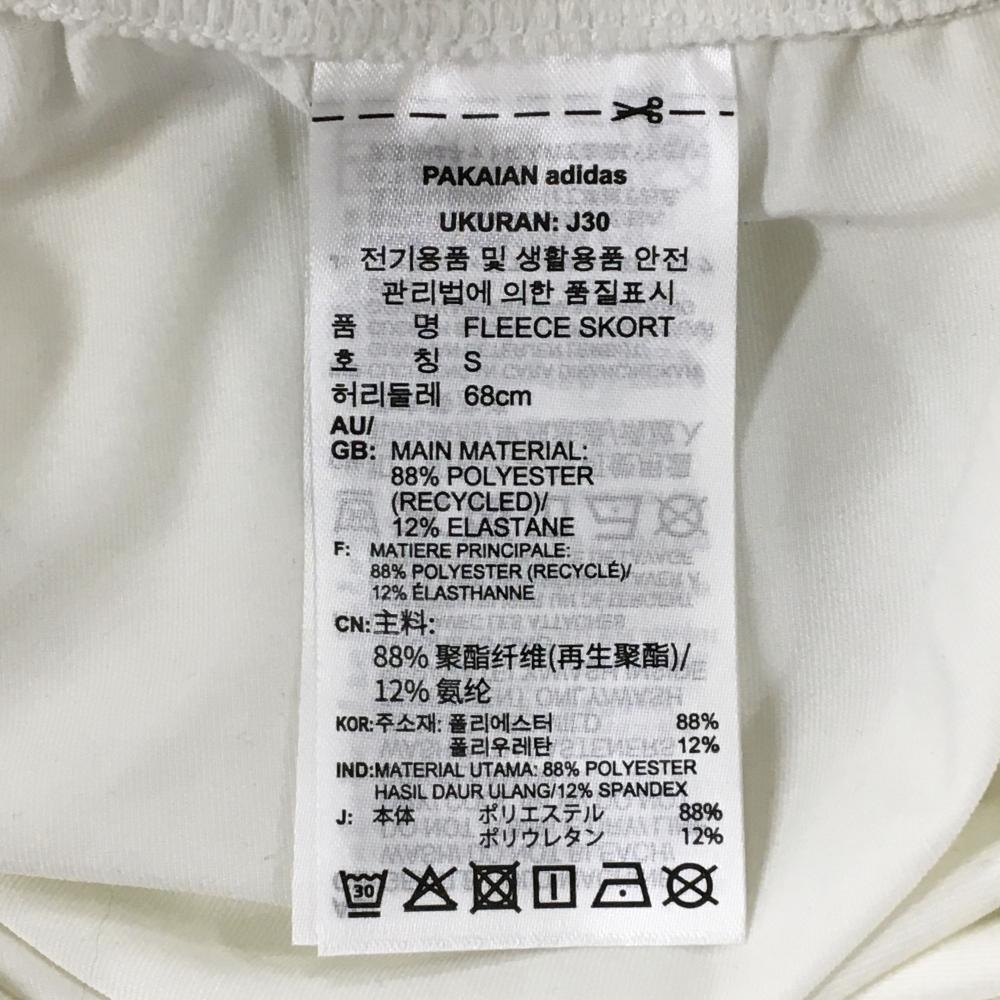 PAKAIAN adidas
UKURAN: J30
전기용품 및 생활용품 안전
관리법에 의한 품질표시
품 명 FLEECE SKORT
호 칭 S
허리둘레 68cm
AU/
GB: MAIN MATERIAL:
88% POLYESTER
(RECYCLED)/
12% ELASTANE
F: MATIERE PRINCIPALE:
88% POLYESTER (RECYCLÉ)/
12% ÉLASTHANNE
CN:主料:
88% 聚酯纤维(再生聚酯)/
12% 氨纶
KOR:주소재: 폴리에스터 88%
폴리우레탄 12%
IND:MATERIAL UTAMA: 88% POLYESTER
HASIL DAUR ULANG/12% SPANDEX
J: 本体 ポリエステル 88%
ポリウレタン 12%
30